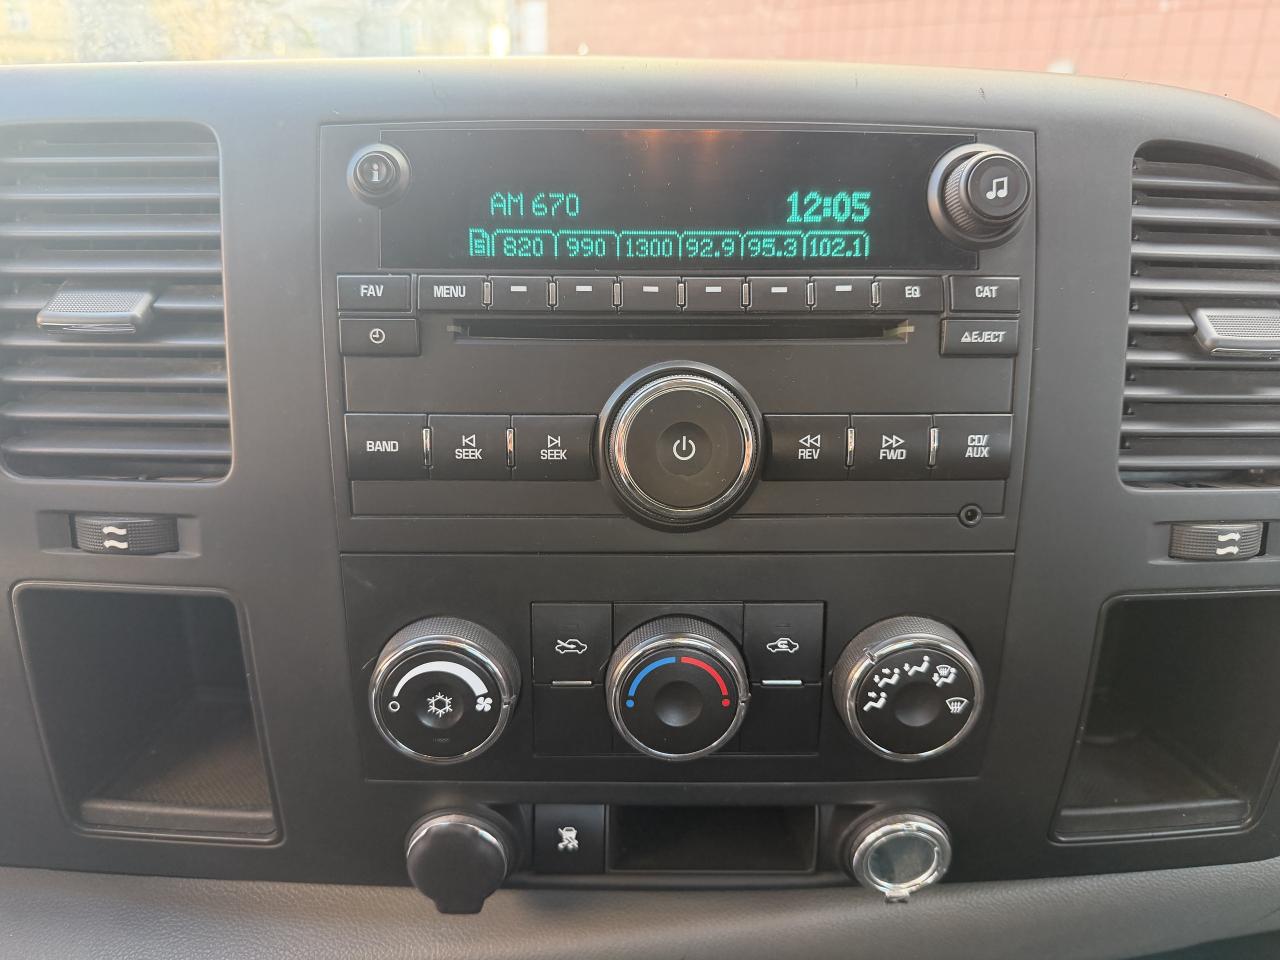 AM 670 12:05
5 820 990 1300 92.9 95.3 102.1
FAV MENU EQ CAT
EJECT
BAND SEEK SEEK REV FWD CD/
AUX